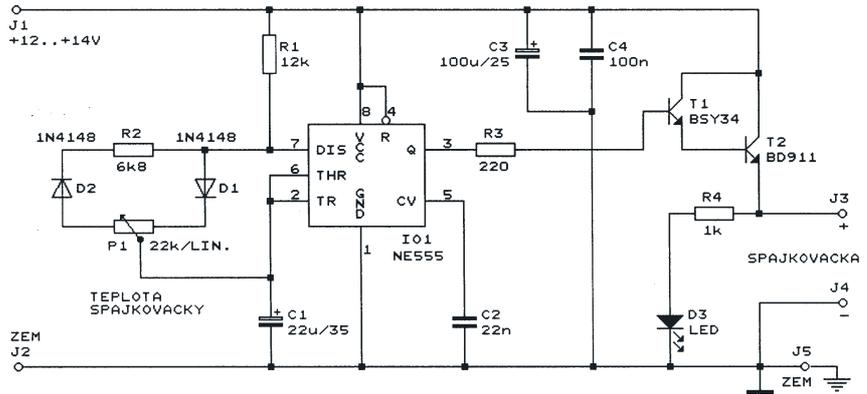 J1
+12..+14V
R1
12k
C3
100u/25
C4
100n
T1
BSY34
T2
BD911
1N4148
R2
6k8
1N4148
D2
D1
P1
22k/LIN.
TEPLOTA
SPAJKOVACKY
8
4
VCC
R
7
DIS
Q
3
6
THR
2
TR
GND
CV
5
1
IO1
NE555
R3
220
R4
1k
J3
+
SPAJKOVACKA
J4
-
D3
LED
+
C1
22u/35
C2
22n
+
ZEM
J2
J5
ZEM